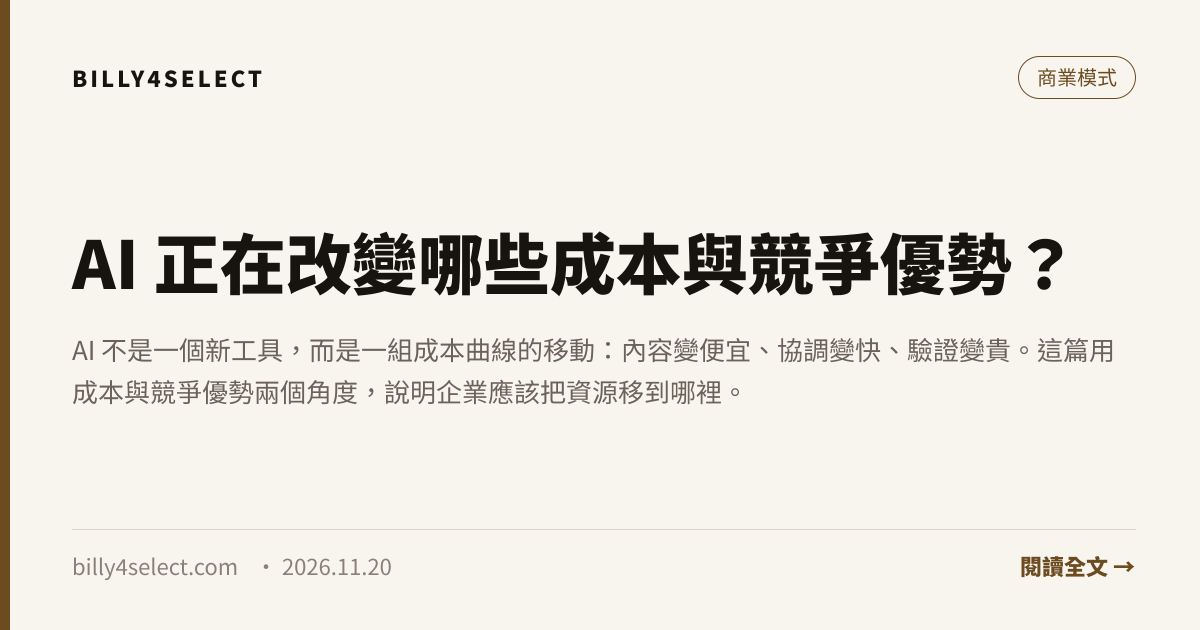 BILLY4SELECT
商業模式
AI 正在改變哪些成本與競爭優勢？
AI 不是一個新工具，而是一組成本曲線的移動：內容變便宜、協調變快、驗證變貴。這篇用
成本與競爭優勢兩個角度，說明企業應該把資源移到哪裡。
billy4select.com ・ 2026.11.20
閱讀全文 →